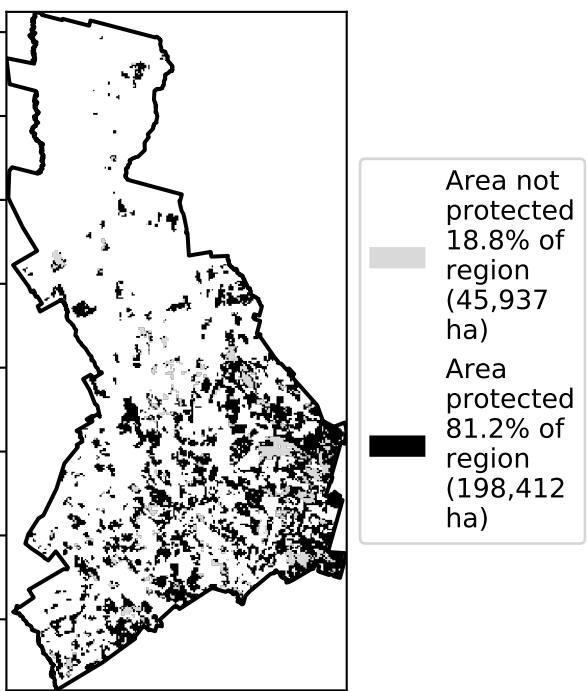 Area not
protected
18.8% of
region
(45,937
ha)
Area
protected
81.2% of
region
(198,412
ha)